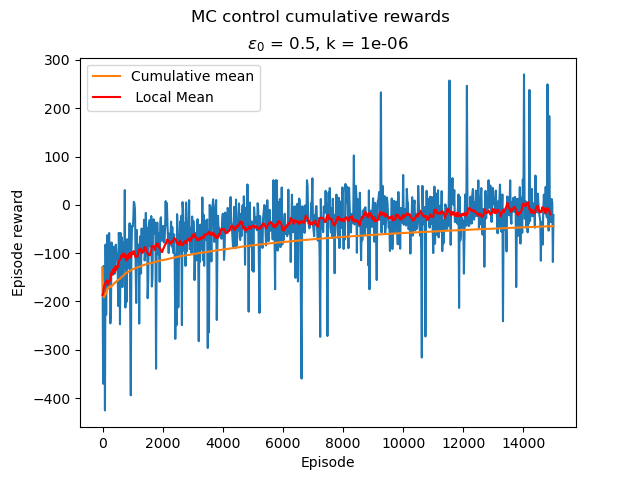 MC control cumulative rewards
ε₀ = 0.5, k = 1e-06
Cumulative mean
Local Mean
Episode reward
300
200
100
0
−100
−200
−300
−400
0 2000 4000 6000 8000 10000 12000 14000
Episode